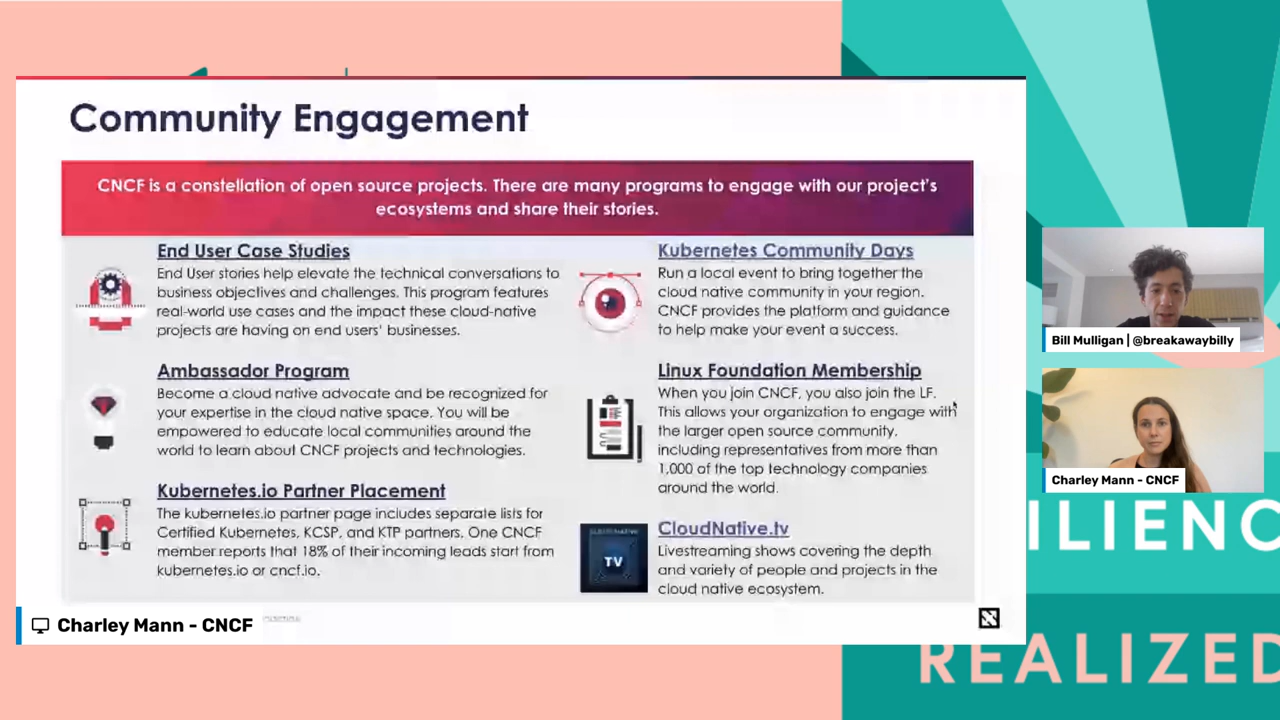 Community Engagement
CNCF is a constellation of open source projects. There are many programs to engage with our project's
ecosystems and share their stories.
End User Case Studies
End User stories help elevate the technical conversations to
business objectives and challenges. This program features
real-world use cases and the impact these cloud-native
projects are having on end users' businesses.
Ambassador Program
Become a cloud native advocate and be recognized for
your expertise in the cloud native space. You will be
empowered to educate local communities around the
world to learn about CNCF projects and technologies.
Kubernetes.io Partner Placement
The kubernetes.io partner page includes separate lists for
Certified Kubernetes, KCSP, and KTP partners. One CNCF
member reports that 18% of their incoming leads start from
kubernetes.io or cncf.io.
Kubernetes Community Days
Run a local event to bring together the
cloud native community in your region.
CNCF provides the platform and guidance
to help make your event a success.
Linux Foundation Membership
When you join CNCF, you also join the LF.
This allows your organization to engage with
the larger open source community,
including representatives from more than
1,000 of the top technology companies
around the world.
TV
CloudNative.tv
Livestreaming shows covering the depth
and variety of people and projects in the
cloud native ecosystem.
Charley Mann - CNCF
Bill Mulligan | @breakawaybilly
Charley Mann - CNCF
ILIENC
REALIZED